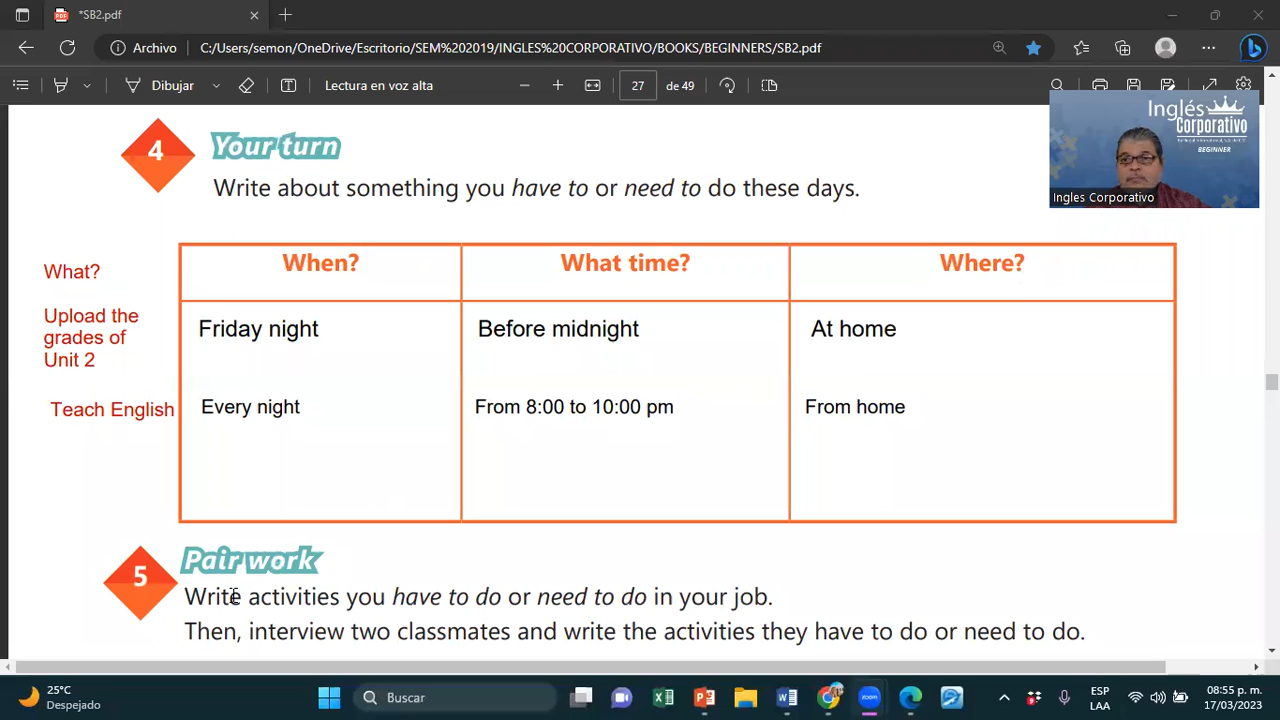 *SB2.pdf
Archivo
C:/Users/semon/OneDrive/Escritorio/SEM%202019/INGLES%20CORPORATIVO/BOOKS/BEGINNERS/SB2.pdf
Dibujar
Lectura en voz alta
27
de 49
Inglés
Corporativo
BEGINNER
Ingles Corporativo
4
Your turn
Write about something you have to or need to do these days.
What?
When?
What time?
Where?
Upload the
grades of
Unit 2
Friday night
Before midnight
At home
Teach English
Every night
From 8:00 to 10:00 pm
From home
5
Pair work
Write activities you have to do or need to do in your job.
Then, interview two classmates and write the activities they have to do or need to do.
25°C
Despejado
Buscar
ESP
LAA
08:55 p. m.
17/03/2023